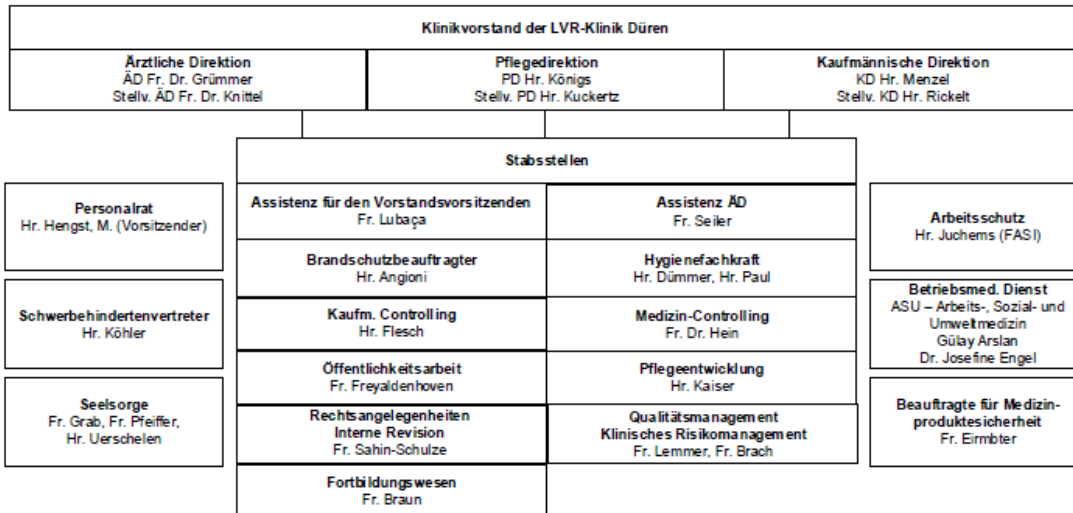 Klinikvorstand der LVR-Klinik Düren
Ärztliche Direktion
ÄD Fr. Dr. Grümmer
Stellv. ÄD Fr. Dr. Knittel
Pflegedirektion
PD Hr. Königs
Stellv. PD Hr. Kuckertz
Kaufmännische Direktion
KD Hr. Menzel
Stellv. KD Hr. Rickelt
Stabsstellen
Personalrat
Hr. Hengst, M. (Vorsitzender)
Schwerbehindertenvertreter
Hr. Köhler
Seelsorge
Fr. Grab, Fr. Pfeiffer,
Hr. Uerschelen
Assistenz für den Vorstandsvorsitzenden
Fr. Lubaça
Assistenz ÄD
Fr. Seiler
Brandschutzbeauftragter
Hr. Angioni
Hygienefachkraft
Hr. Dümmer, Hr. Paul
Kaufm. Controlling
Hr. Flesch
Medizin-Controlling
Fr. Dr. Hein
Öffentlichkeitsarbeit
Fr. Freyaldenhoven
Pflegeentwicklung
Hr. Kaiser
Rechtsangelegenheiten
Interne Revision
Fr. Sahin-Schulze
Qualitätsmanagement
Klinisches Risikomanagement
Fr. Lemmer, Fr. Brach
Fortbildungswesen
Fr. Braun
Arbeitsschutz
Hr. Juchems (FASI)
Betriebsmed. Dienst
ASU – Arbeits-, Sozial- und
Umweltmedizin
Gülay Arslan
Dr. Josefine Engel
Beauftragte für Medizin-
produktesicherheit
Fr. Eirmbter